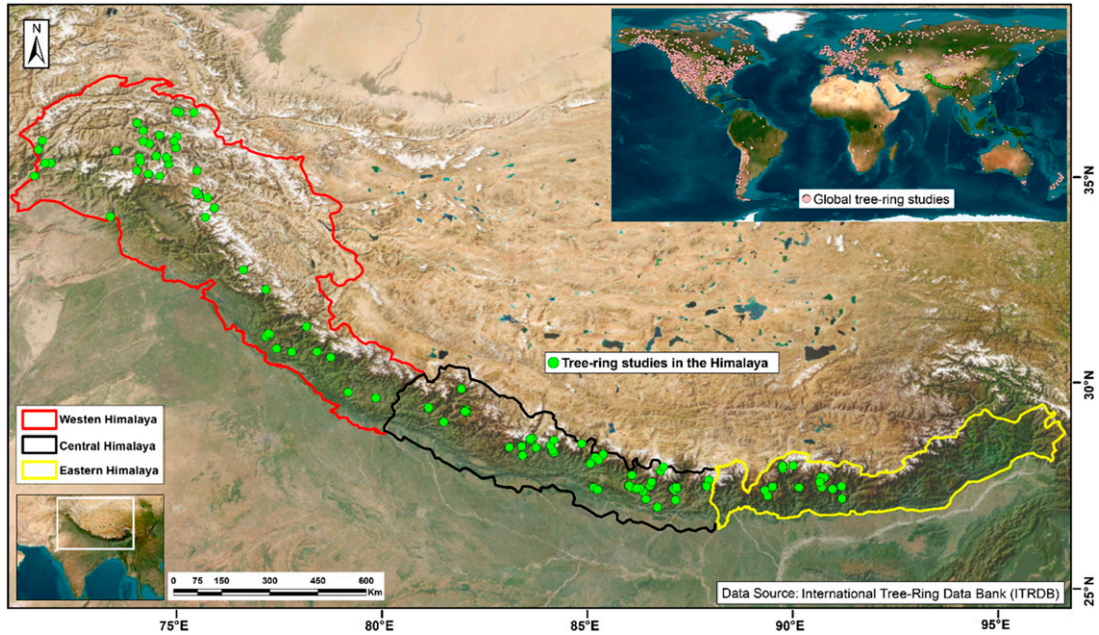 N
Global tree-ring studies
35°N
Tree-ring studies in the Himalaya
30°N
Westen Himalaya
Central Himalaya
Eastern Himalaya
0 75 150 300 450 600
Km
Data Source: International Tree-Ring Data Bank (ITRDB)
25°N
75°E 80°E 85°E 90°E 95°E